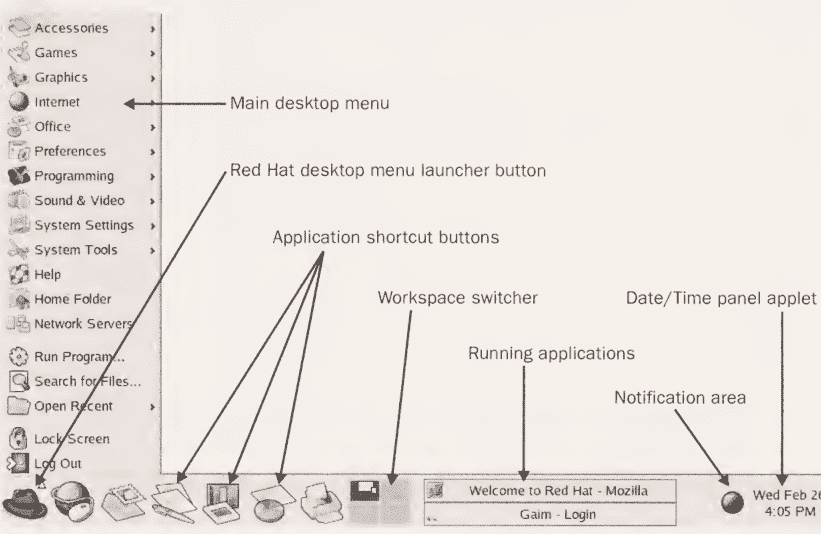 Accessories
Games
Graphics
Internet
Office
Preferences
Programming
Sound & Video
System Settings
System Tools
Help
Home Folder
Network Servers
Run Program...
Search for Files...
Open Recent
Lock Screen
Log Out
Main desktop menu
Red Hat desktop menu launcher button
Application shortcut buttons
Workspace switcher
Date/Time panel applet
Running applications
Notification area
Welcome to Red Hat - Mozilla
Gaim - Login
Wed Feb 26
4:05 PM